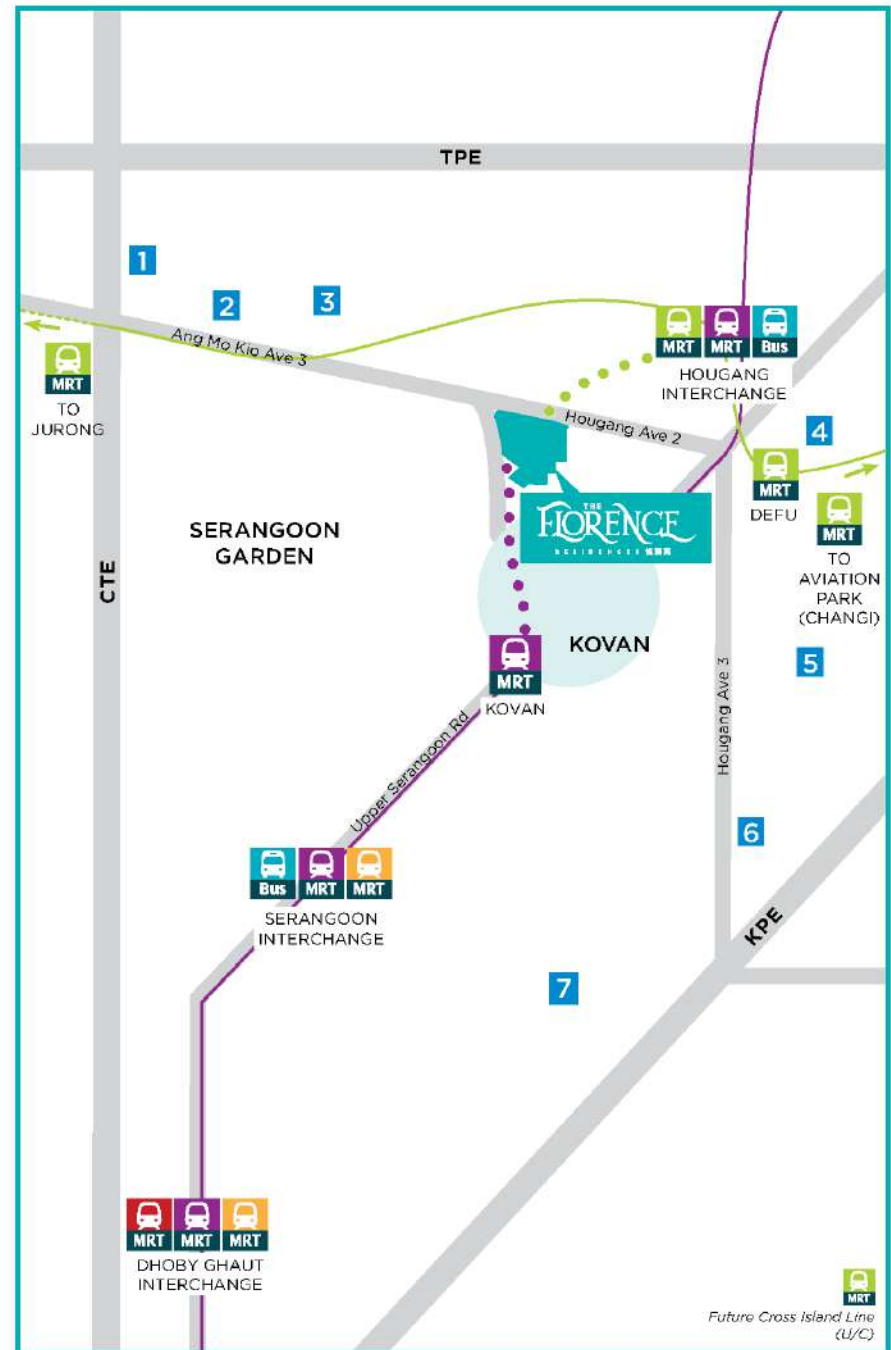 TPE
1
2
3
Ang Mo Kio Ave 3
MRT
TO
JURONG
MRT
MRT
Bus
HOUGANG
INTERCHANGE
Hougang Ave 2
4
MRT
DEFU
MRT
TO
AVIATION
PARK
(CHANGI)
THE
FLORENCE
RESIDENCES
SERANGOON
GARDEN
CTE
KOVAN
MRT
KOVAN
5
Hougang Ave 3
Upper Serangoon Rd
6
Bus
MRT
MRT
SERANGOON
INTERCHANGE
KPE
7
MRT
MRT
MRT
DHOBY GHAUT
INTERCHANGE
MRT
Future Cross Island Line
(U/C)